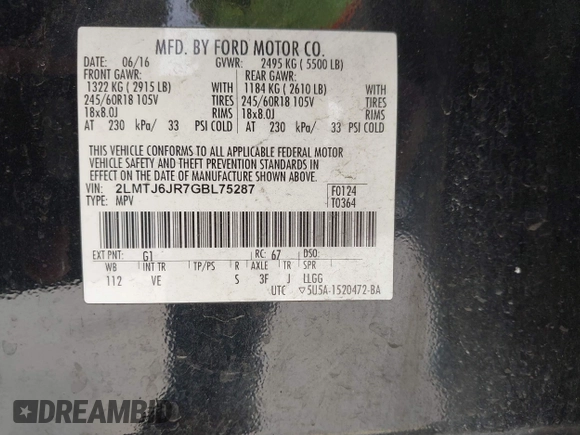 MFD. BY FORD MOTOR CO.
DATE: 06/16 GVWR: 2495 KG ( 5500 LB)
FRONT GAWR: REAR GAWR:
1322 KG ( 2915 LB) WITH 1184 KG ( 2610 LB) WITH
245/60R18 105V TIRES 245/60R18 105V TIRES
18x8.0J RIMS 18x8.0J RIMS
AT 230 kPa/ 33 PSI COLD AT 230 kPa/ 33 PSI COLD
THIS VEHICLE CONFORMS TO ALL APPLICABLE FEDERAL MOTOR
VEHICLE SAFETY AND THEFT PREVENTION STANDARDS IN
EFFECT ON THE DATE OF MANUFACTURE SHOWN ABOVE.
VIN: 2LMTJ6JR7GBL75287 F0124
TYPE: MPV T0364
EXT PNT: G1 RC: 67 DSO:
WB INT TR TP/PS R AXLE TR SPR
112 VE S 3F J LLGG
UTC ▽5U5A-1520472-BA
DREAMBID